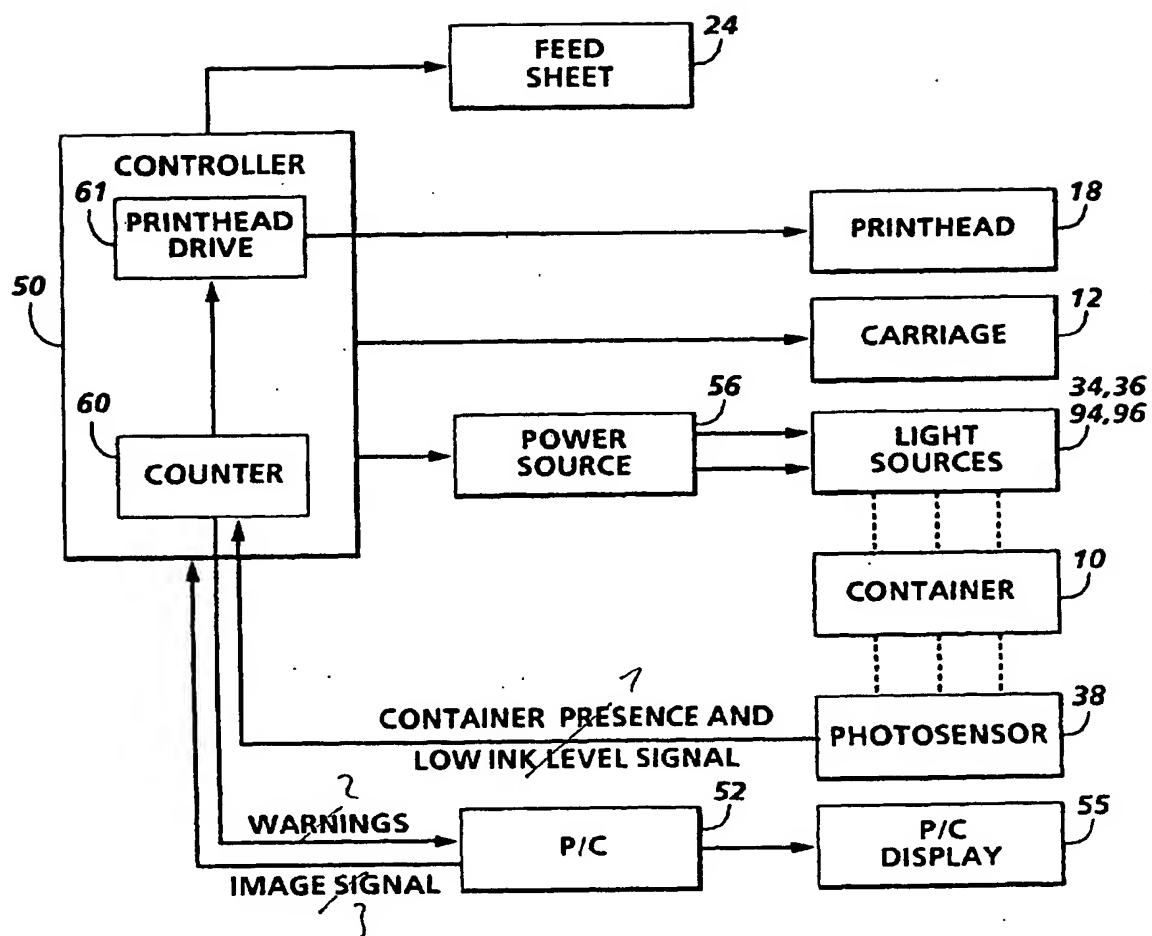 24
FEED
SHEET
CONTROLLER
61
PRINTHEAD
DRIVE
18
PRINTHEAD
50
12
CARRIAGE
34,36
94,96
60
COUNTER
56
POWER
SOURCE
LIGHT
SOURCES
10
CONTAINER
1
CONTAINER PRESENCE AND
LOW INK LEVEL SIGNAL
38
PHOTOSENSOR
2
WARNINGS
52
P/C
55
P/C
DISPLAY
IMAGE SIGNAL
3